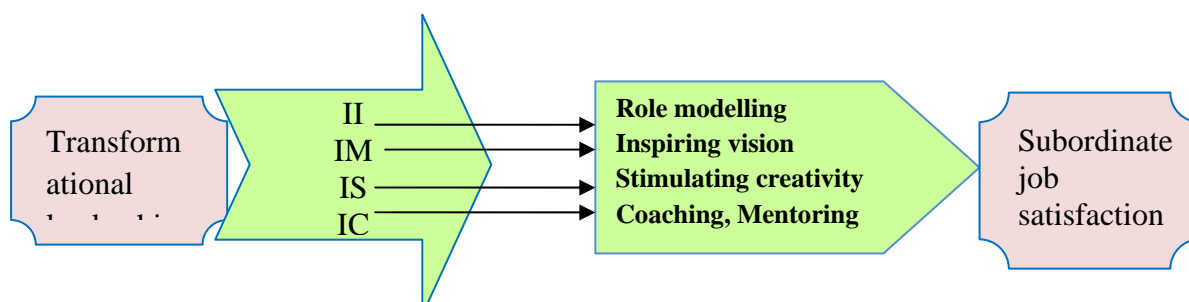 Transform
ational
II
IM
IS
IC
Role modelling
Inspiring vision
Stimulating creativity
Coaching, Mentoring
Subordinate
job
satisfaction